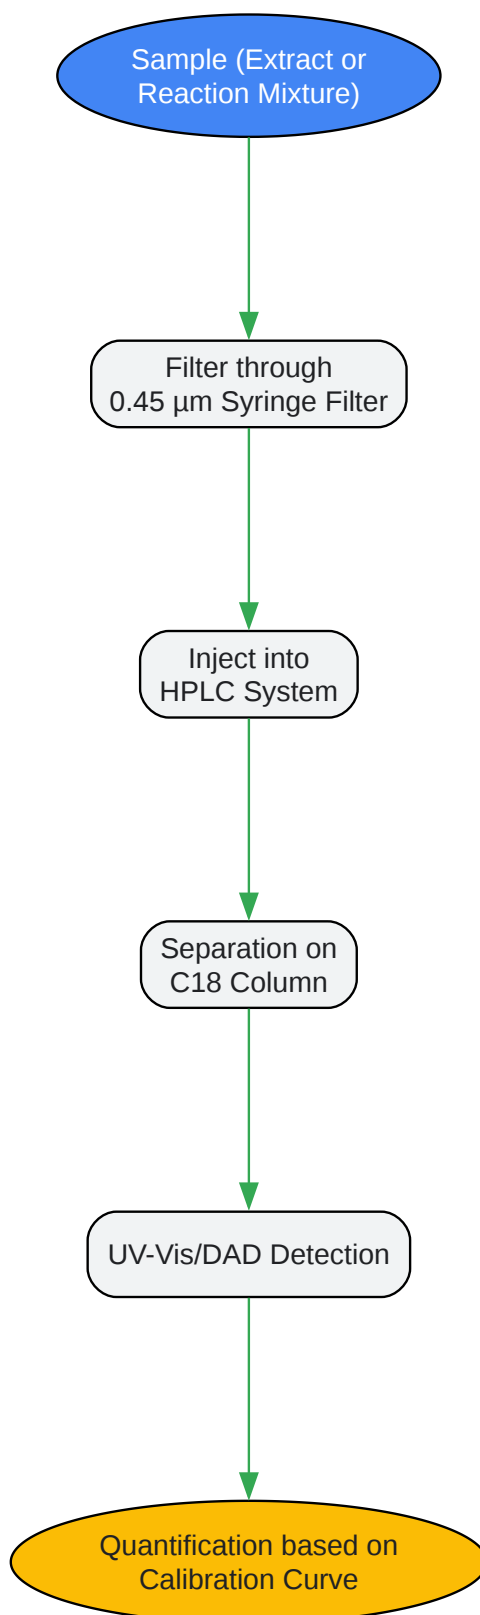 Sample (Extract or
Reaction Mixture)
Filter through
0.45 µm Syringe Filter
Inject into
HPLC System
Separation on
C18 Column
UV-Vis/DAD Detection
Quantification based on
Calibration Curve